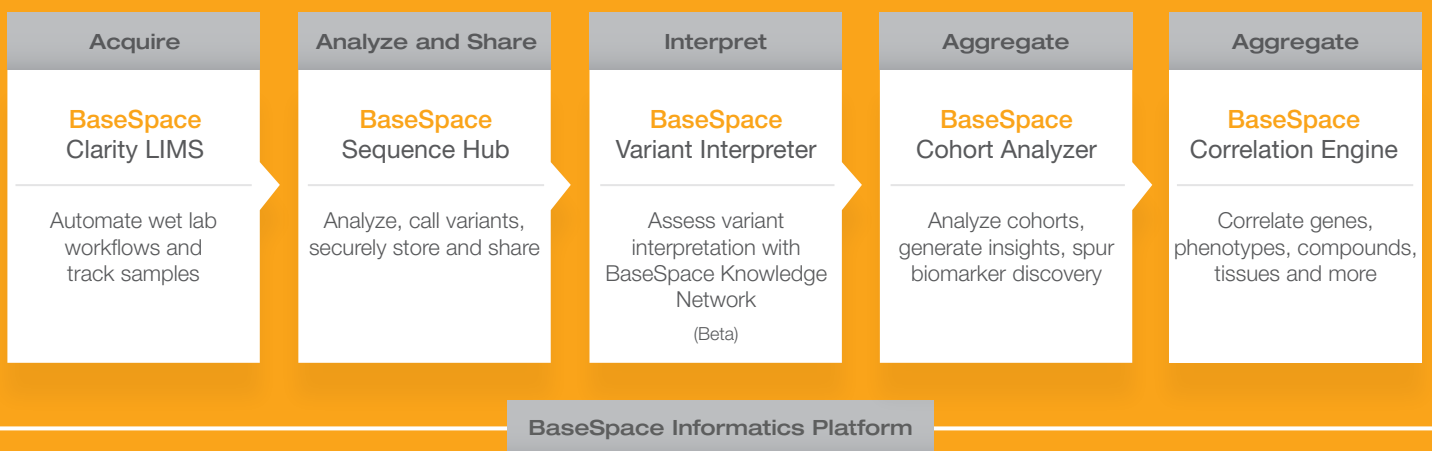 Acquire
BaseSpace
Clarity LIMS
Automate wet lab
workflows and
track samples
Analyze and Share
BaseSpace
Sequence Hub
Analyze, call variants,
securely store and share
Interpret
BaseSpace
Variant Interpreter
Assess variant
interpretation with
BaseSpace Knowledge
Network
(Beta)
Aggregate
BaseSpace
Cohort Analyzer
Analyze cohorts,
generate insights, spur
biomarker discovery
Aggregate
BaseSpace
Correlation Engine
Correlate genes,
phenotypes, compounds,
tissues and more
BaseSpace Informatics Platform